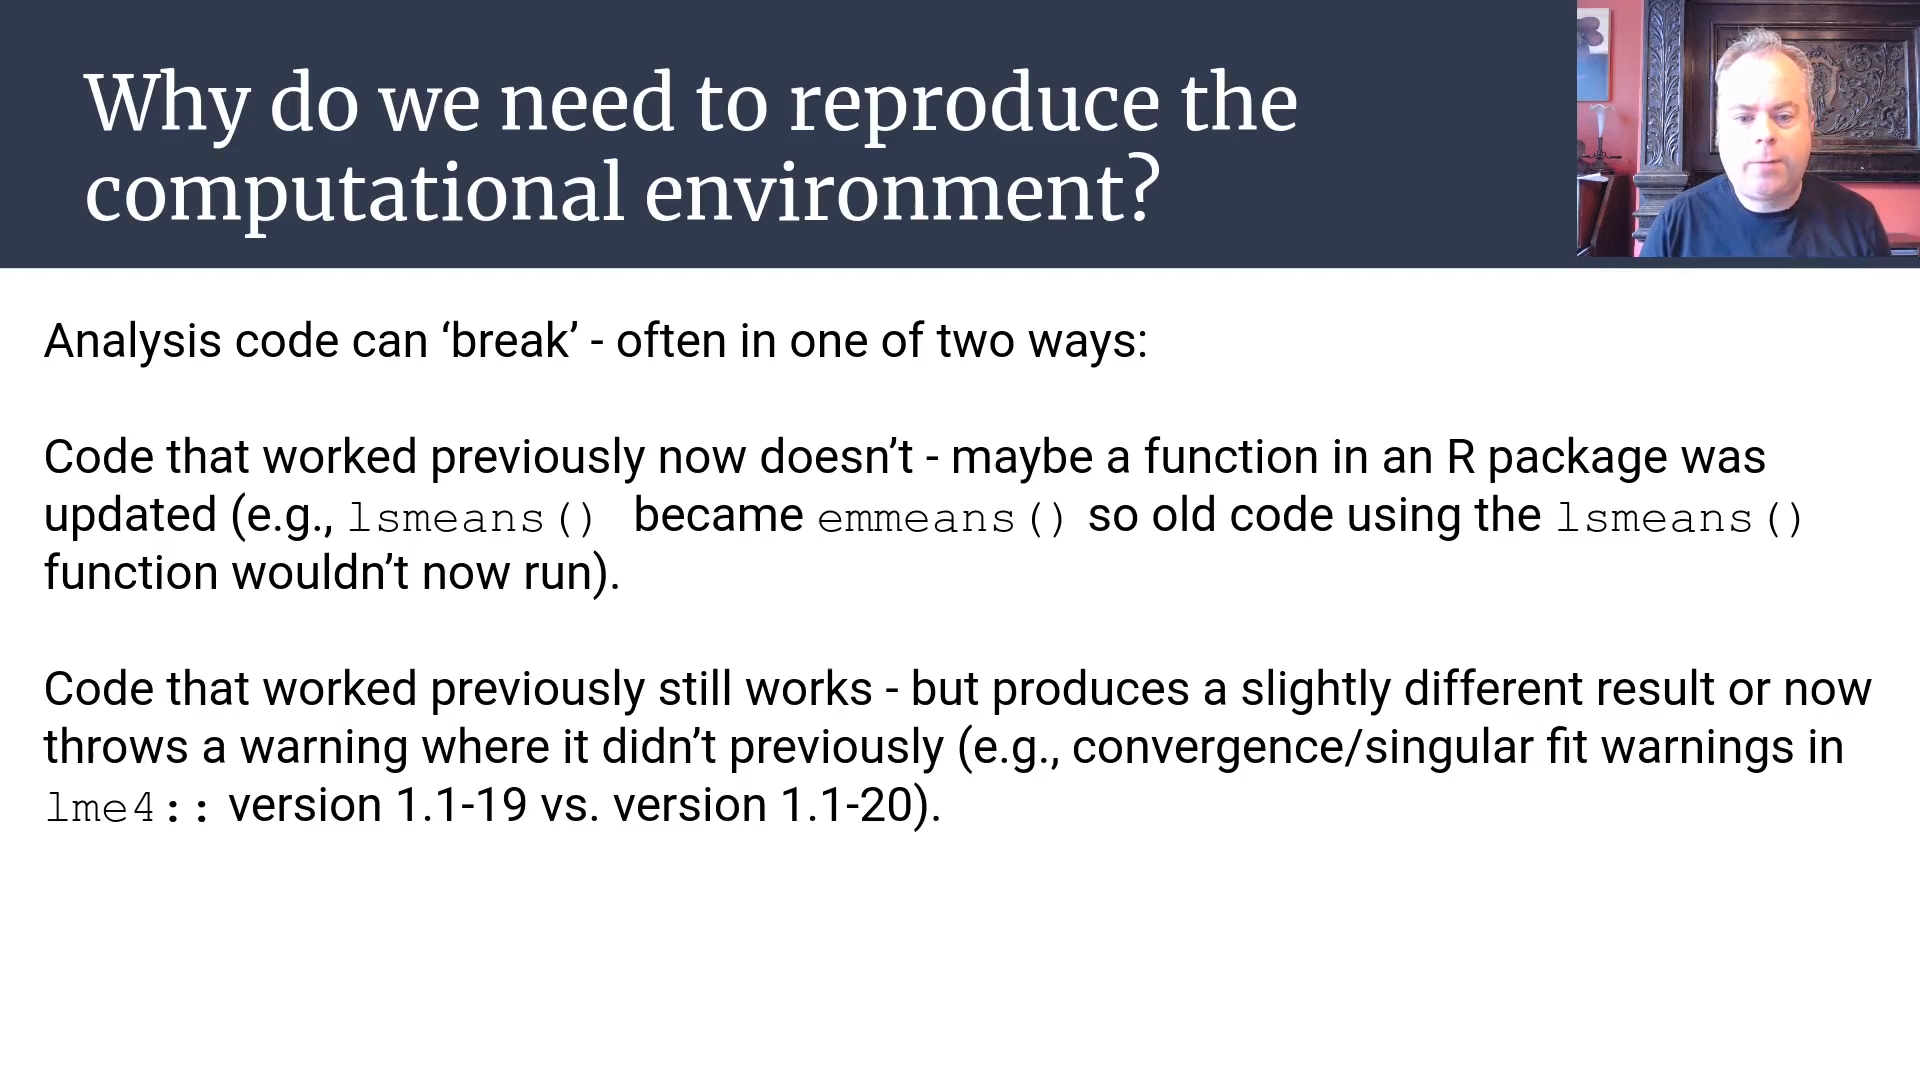 Why do we need to reproduce the
computational environment?
Analysis code can ‘break’ - often in one of two ways:
Code that worked previously now doesn’t - maybe a function in an R package was
updated (e.g., lsmeans() became emmeans() so old code using the lsmeans()
function wouldn’t now run).
Code that worked previously still works - but produces a slightly different result or now
throws a warning where it didn’t previously (e.g., convergence/singular fit warnings in
lme4:: version 1.1-19 vs. version 1.1-20).